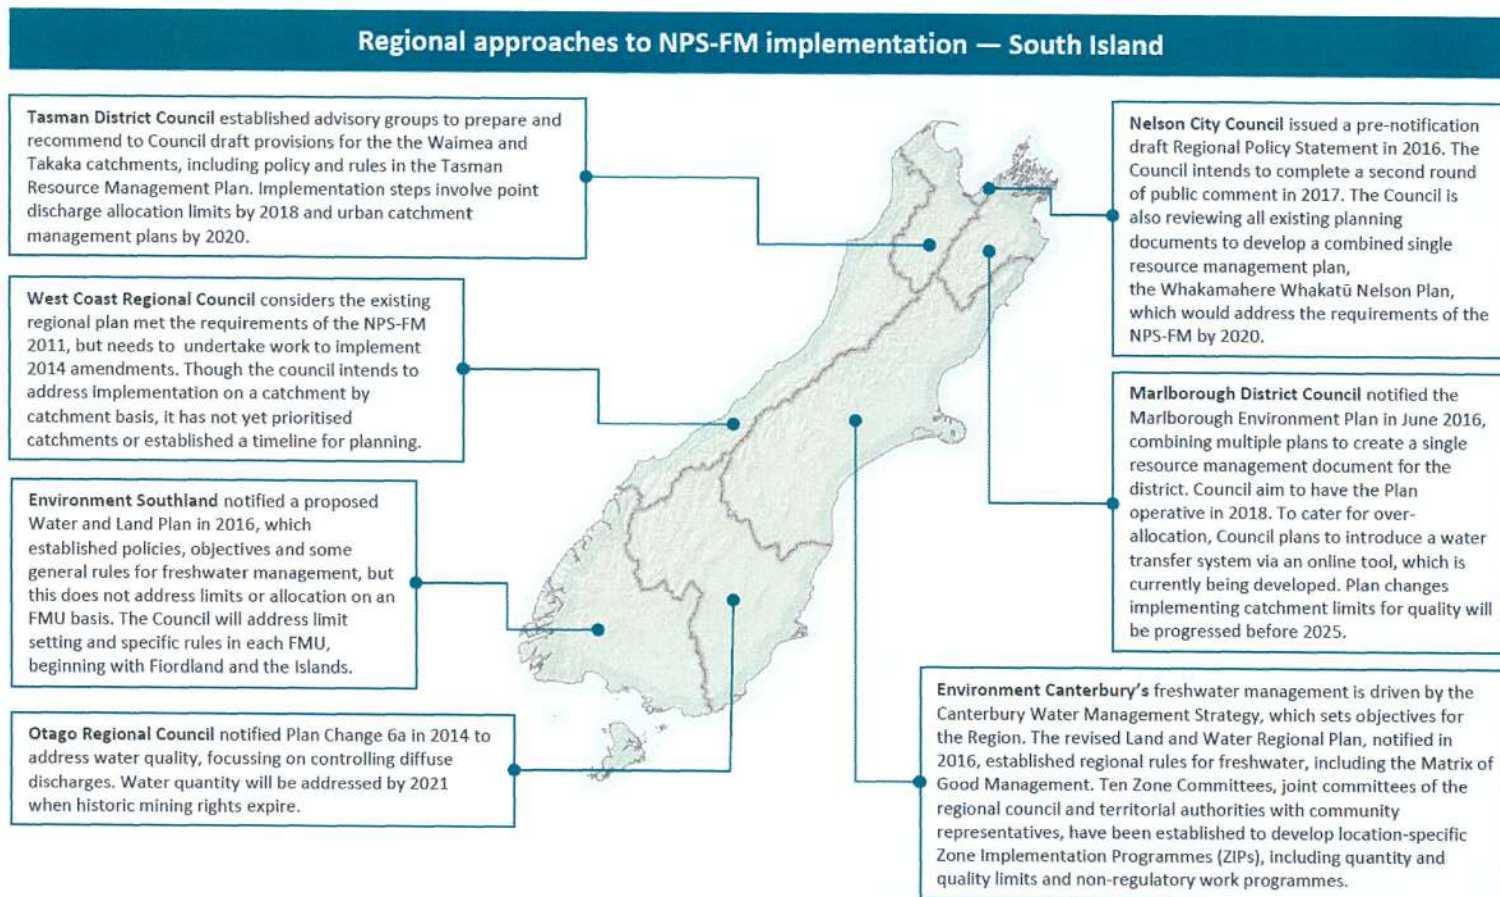 Regional approaches to NPS-FM implementation — South Island
Tasman District Council established advisory groups to prepare and
recommend to Council draft provisions for the the Waimea and
Takaka catchments, including policy and rules in the Tasman
Resource Management Plan. Implementation steps involve point
discharge allocation limits by 2018 and urban catchment
management plans by 2020.
West Coast Regional Council considers the existing
regional plan met the requirements of the NPS-FM
2011, but needs to undertake work to implement
2014 amendments. Though the council intends to
address implementation on a catchment by
catchment basis, it has not yet prioritised
catchments or established a timeline for planning.
Environment Southland notified a proposed
Water and Land Plan in 2016, which
established policies, objectives and some
general rules for freshwater management, but
this does not address limits or allocation on an
FMU basis. The Council will address limit
setting and specific rules in each FMU,
beginning with Fiordland and the Islands.
Otago Regional Council notified Plan Change 6a in 2014 to
address water quality, focussing on controlling diffuse
discharges. Water quantity will be addressed by 2021
when historic mining rights expire.
Nelson City Council issued a pre-notification
draft Regional Policy Statement in 2016. The
Council intends to complete a second round
of public comment in 2017. The Council is
also reviewing all existing planning
documents to develop a combined single
resource management plan,
the Whakamahere Whakatū Nelson Plan,
which would address the requirements of the
NPS-FM by 2020.
Marlborough District Council notified the
Marlborough Environment Plan in June 2016,
combining multiple plans to create a single
resource management document for the
district. Council aim to have the Plan
operative in 2018. To cater for over-
allocation, Council plans to introduce a water
transfer system via an online tool, which is
currently being developed. Plan changes
implementing catchment limits for quality will
be progressed before 2025.
Environment Canterbury's freshwater management is driven by the
Canterbury Water Management Strategy, which sets objectives for
the Region. The revised Land and Water Regional Plan, notified in
2016, established regional rules for freshwater, including the Matrix of
Good Management. Ten Zone Committees, joint committees of the
regional council and territorial authorities with community
representatives, have been established to develop location-specific
Zone Implementation Programmes (ZIPs), including quantity and
quality limits and non-regulatory work programmes.